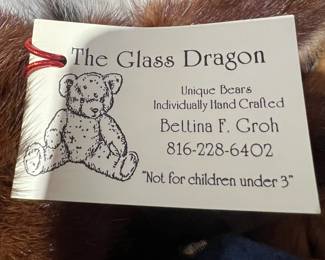 The Glass Dragon
Unique Bears
Individually Hand Crafted
Bettina F. Groh
816-228-6402
"Not for children under 3"